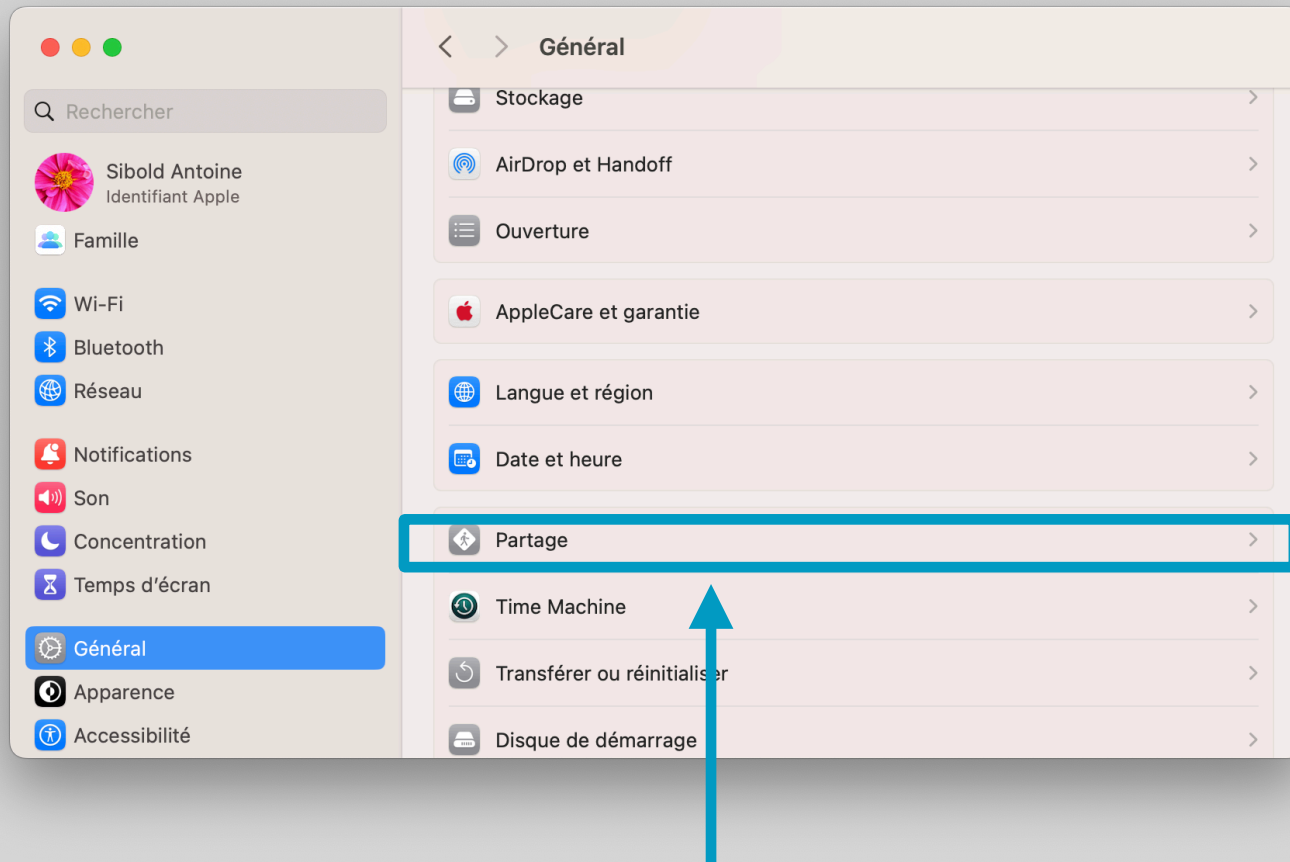 Général
Rechercher
Sibold Antoine
Identifiant Apple
Famille
Wi-Fi
Bluetooth
Réseau
Notifications
Son
Concentration
Temps d’écran
Général
Apparence
Accessibilité
Stockage
AirDrop et Handoff
Ouverture
AppleCare et garantie
Langue et région
Date et heure
Partage
Time Machine
Transférer ou réinitialiser
Disque de démarrage